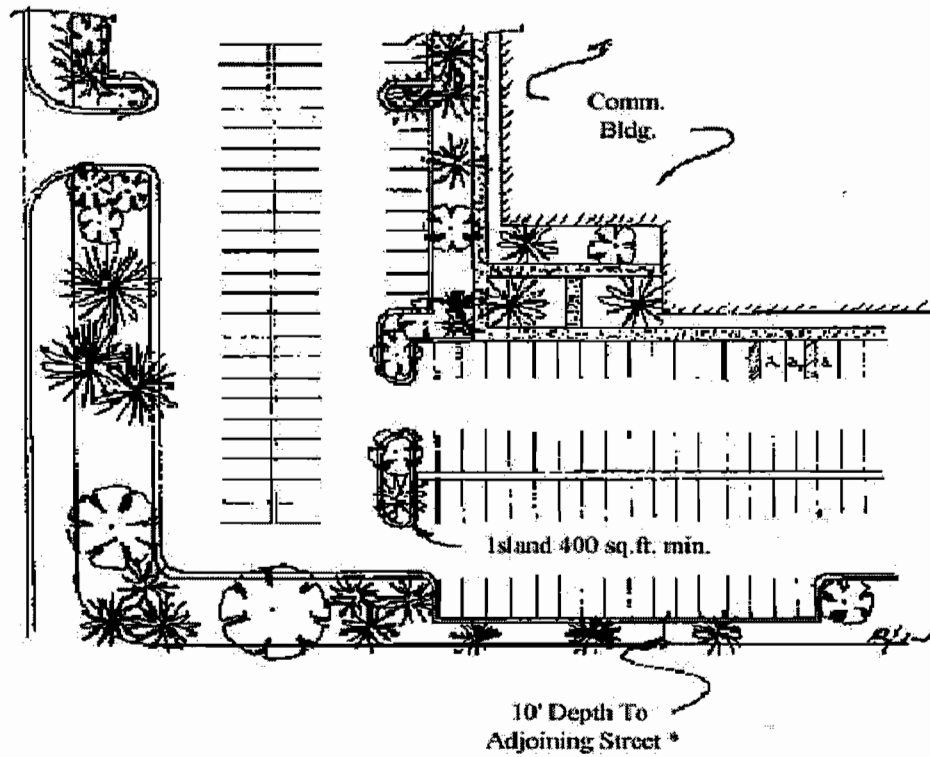 Comm.
Bldg.
Island 400 sq.ft. min.
10' Depth To
Adjoining Street *